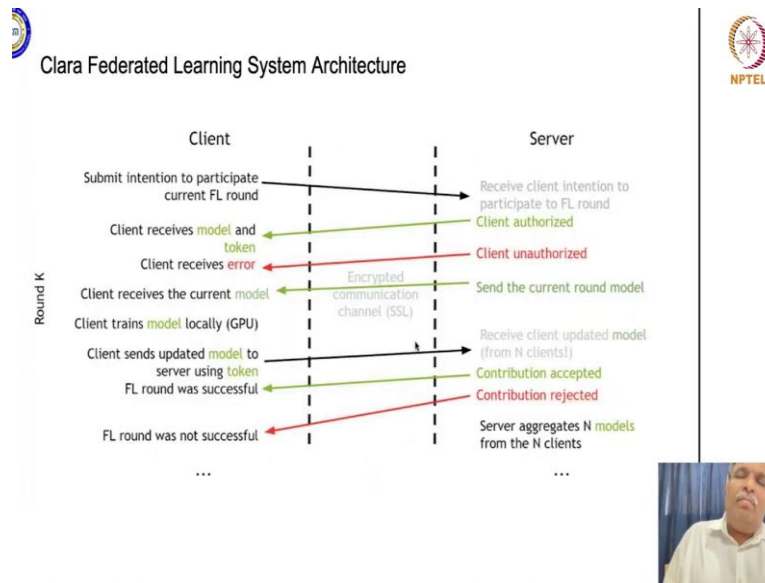 Clara Federated Learning System Architecture
NPTEL
Client
Server
Round K
Submit intention to participate
current FL round
Receive client intention to
participate to FL round
Client authorized
Client receives model and
token
Client unauthorized
Client receives error
Encrypted
communication
channel (SSL)
Send the current round model
Client receives the current model
Client trains model locally (GPU)
Receive client updated model
(from N clients!)
Client sends updated model to
server using token
Contribution accepted
FL round was successful
Contribution rejected
FL round was not successful
Server aggregates N models
from the N clients
...
...